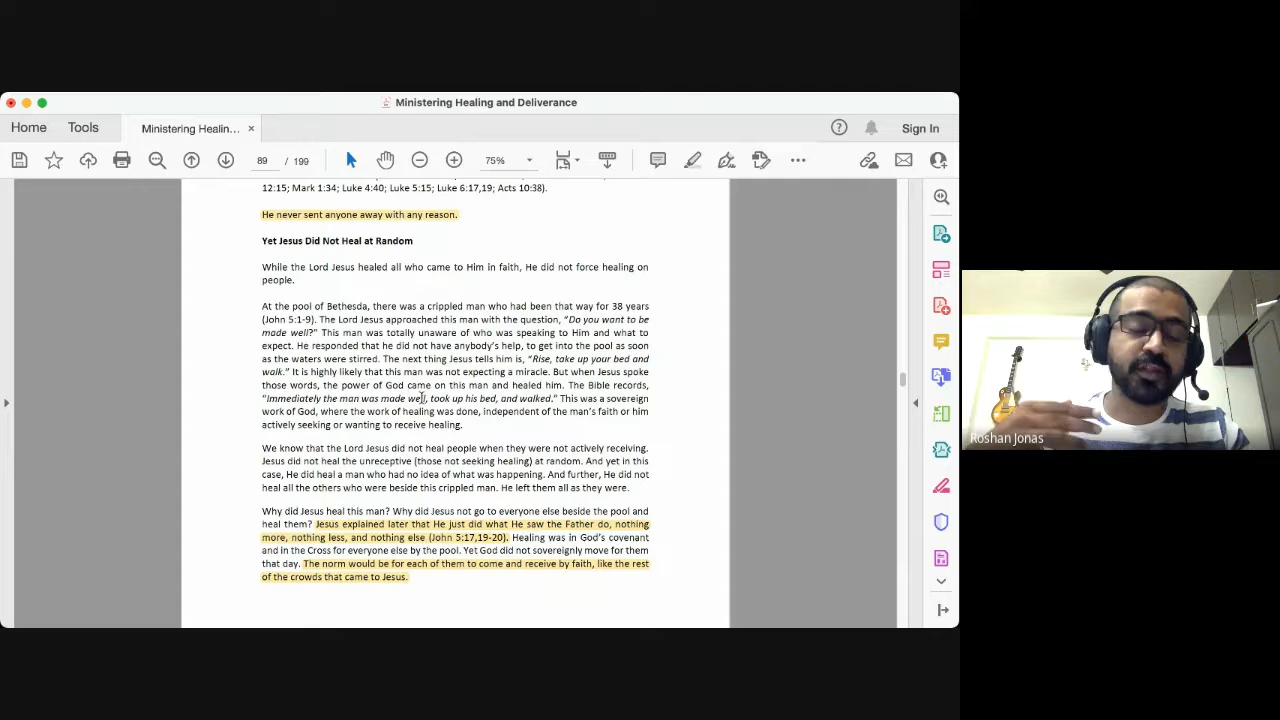 Ministering Healing and Deliverance
Home
Tools
Ministering Healin...
Sign In
89 / 199
75%
12:15; Mark 1:34; Luke 4:40; Luke 5:15; Luke 6:17,19; Acts 10:38).
He never sent anyone away with any reason.
Yet Jesus Did Not Heal at Random
While the Lord Jesus healed all who came to Him in faith, He did not force healing on
people.
At the pool of Bethesda, there was a crippled man who had been that way for 38 years
(John 5:1-9). The Lord Jesus approached this man with the question, “Do you want to be
made well?” This man was totally unaware of who was speaking to Him and what to
expect. He responded that he did not have anybody’s help, to get into the pool as soon
as the waters were stirred. The next thing Jesus tells him is, “Rise, take up your bed and
walk.” It is highly likely that this man was not expecting a miracle. But when Jesus spoke
those words, the power of God came on this man and healed him. The Bible records,
“Immediately the man was made well, took up his bed, and walked.” This was a sovereign
work of God, where the work of healing was done, independent of the man’s faith or him
actively seeking or wanting to receive healing.
We know that the Lord Jesus did not heal people when they were not actively receiving.
Jesus did not heal the unreceptive (those not seeking healing) at random. And yet in this
case, He did heal a man who had no idea of what was happening. And further, He did not
heal all the others who were beside this crippled man. He left them all as they were.
Why did Jesus heal this man? Why did Jesus not go to everyone else beside the pool and
heal them? Jesus explained later that He just did what He saw the Father do, nothing
more, nothing less, and nothing else (John 5:17,19-20). Healing was in God’s covenant
and in the Cross for everyone else by the pool. Yet God did not sovereignly move for them
that day. The norm would be for each of them to come and receive by faith, like the rest
of the crowds that came to Jesus.
Roshan Jonas